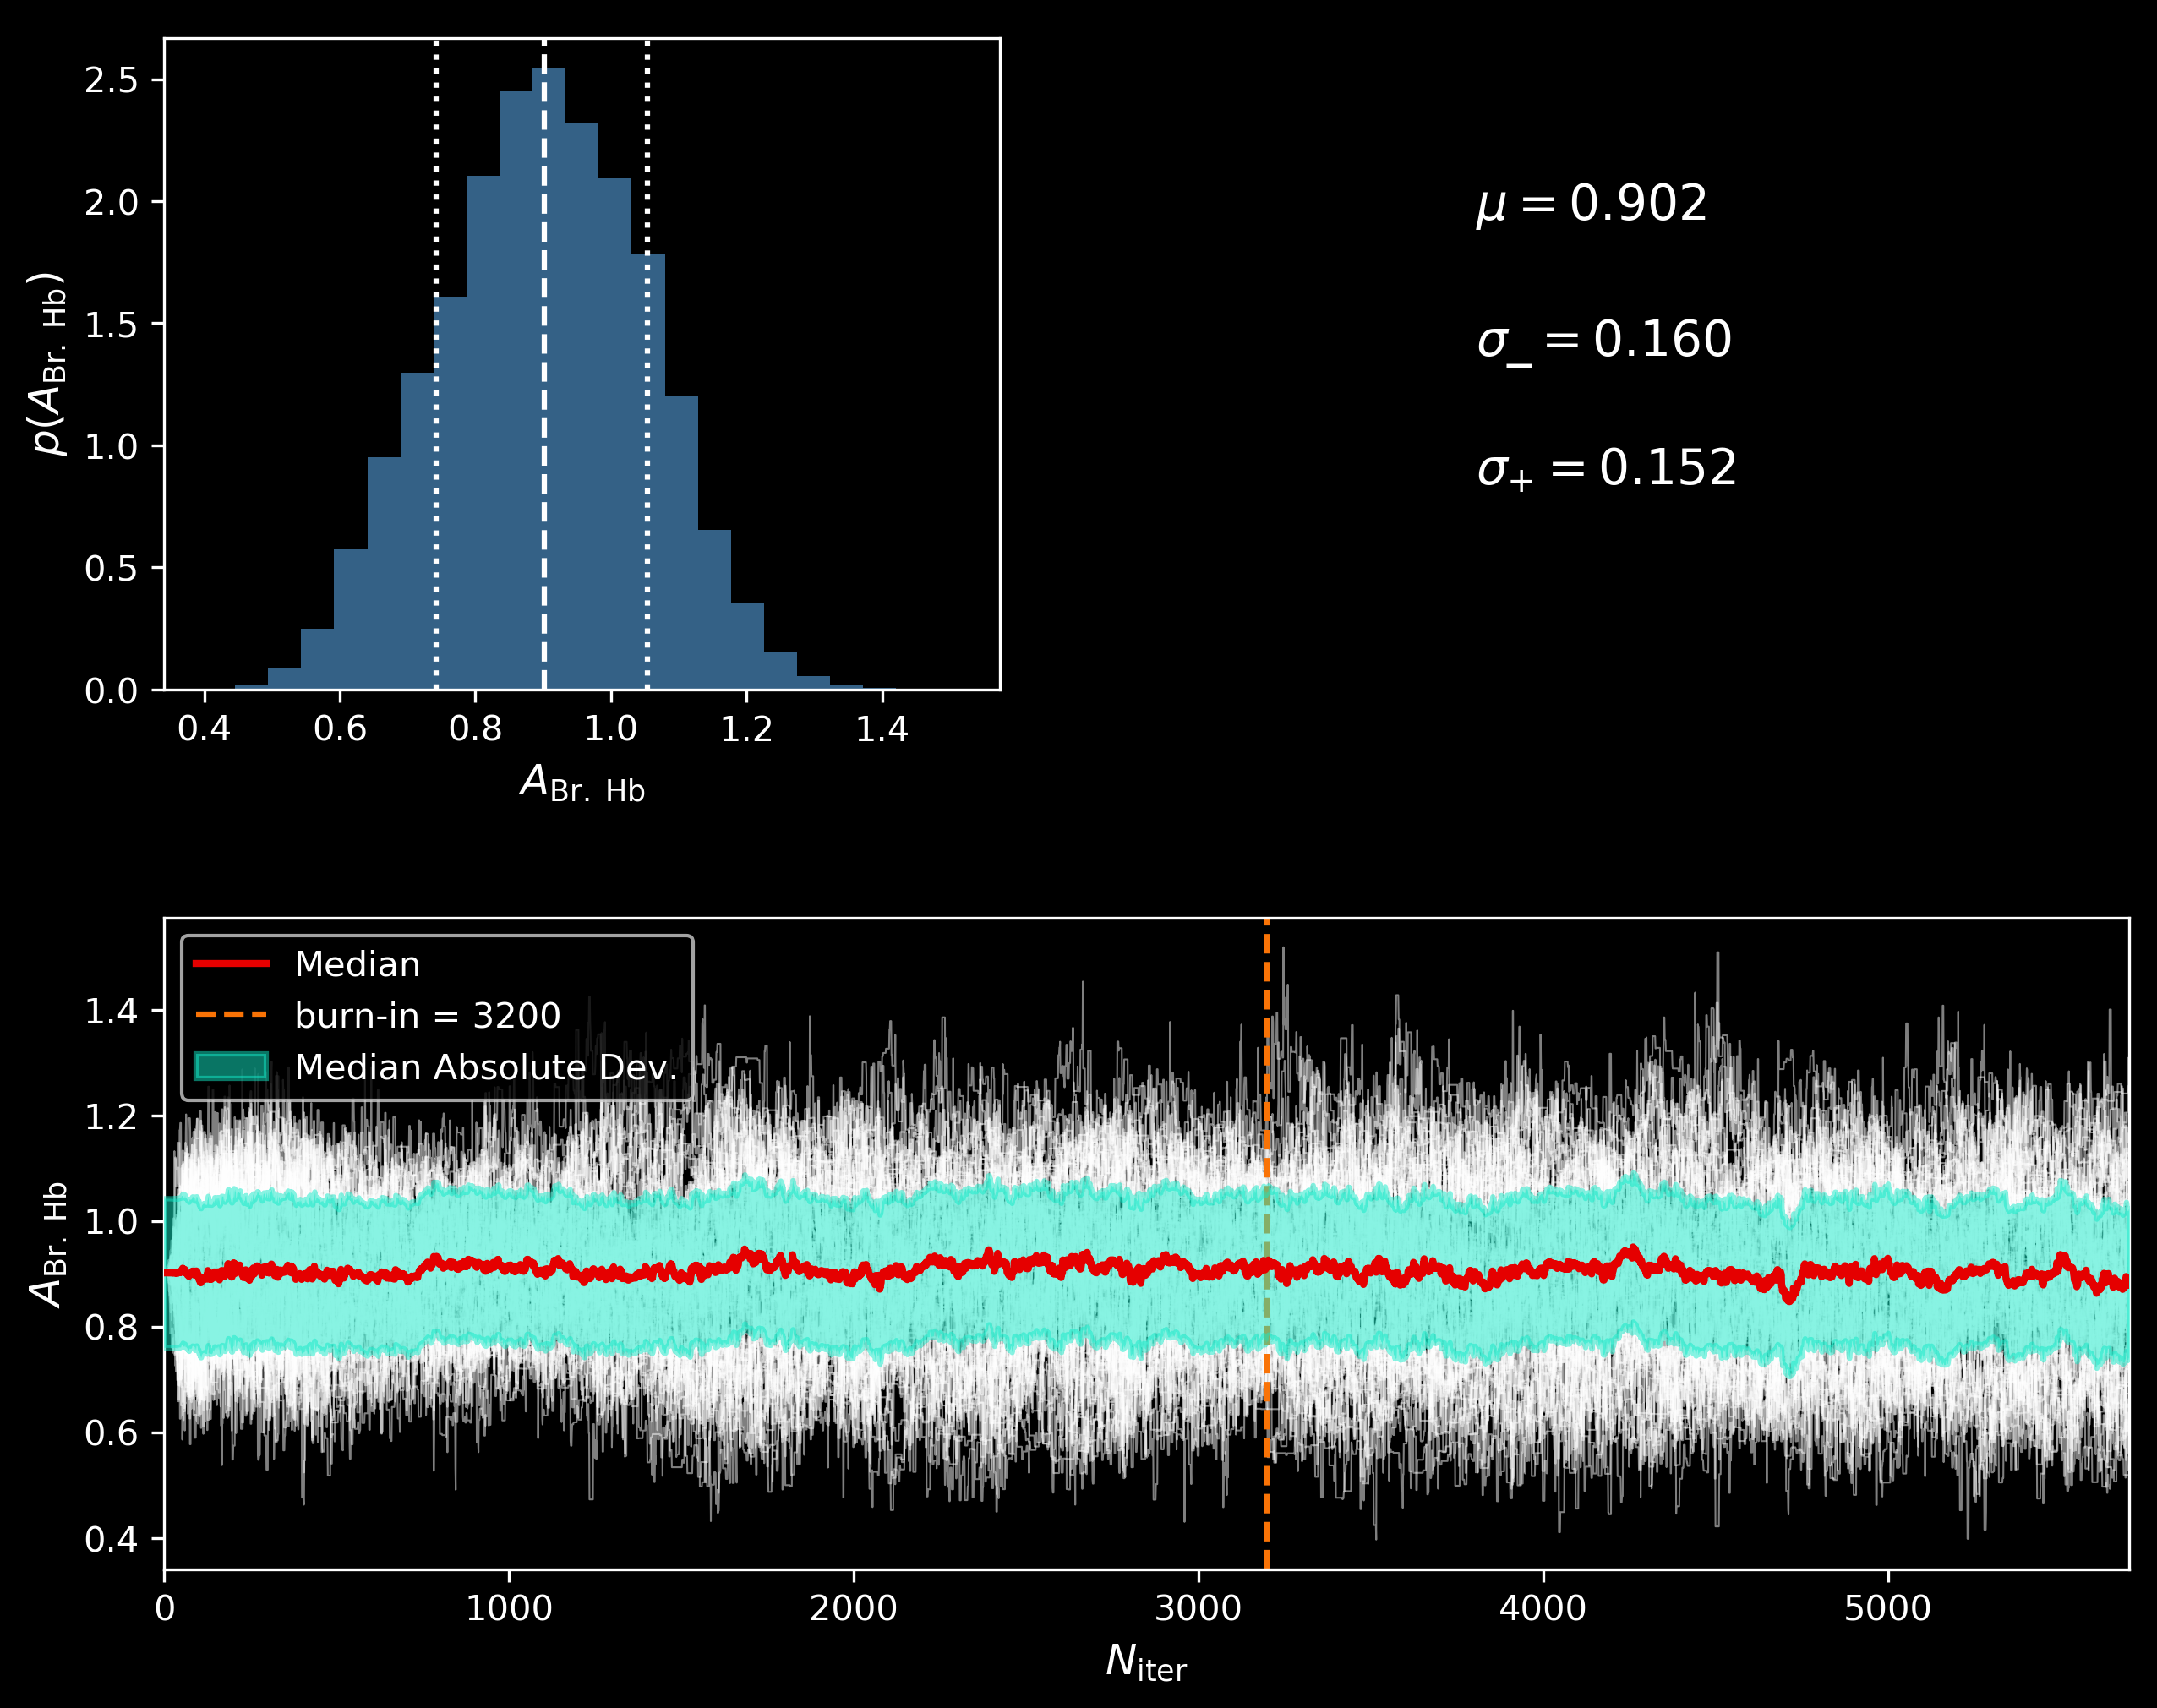 2.5
2.0
1.5
1.0
0.5
0.0
p(A_Br. Hb)
0.4 0.6 0.8 1.0 1.2 1.4
A_Br. Hb
μ = 0.902
σ_− = 0.160
σ_+ = 0.152
Median
burn-in = 3200
Median Absolute Dev.
1.4
1.2
1.0
0.8
0.6
0.4
A_Br. Hb
0 1000 2000 3000 4000 5000
N_iter